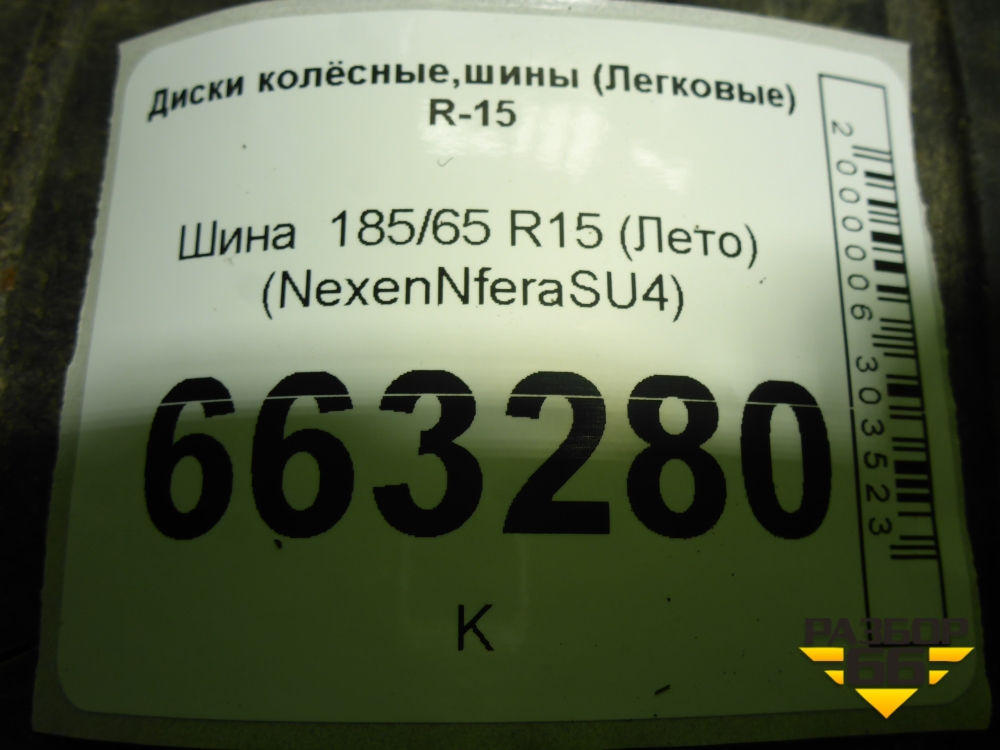 Диски колёсные,шины (Легковые)
R-15
Шина 185/65 R15 (Лето)
(NexenNferaSU4)
663280
К
2000006303523
РАЗБОР
66